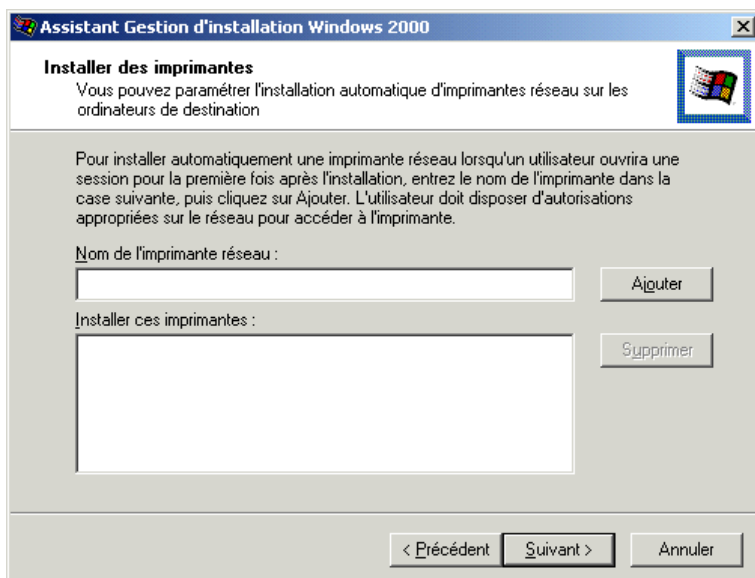 Assistant Gestion d'installation Windows 2000
Installer des imprimantes
Vous pouvez paramétrer l'installation automatique d'imprimantes réseau sur les
ordinateurs de destination
Pour installer automatiquement une imprimante réseau lorsqu'un utilisateur ouvrira une
session pour la première fois après l'installation, entrez le nom de l'imprimante dans la
case suivante, puis cliquez sur Ajouter. L'utilisateur doit disposer d'autorisations
appropriées sur le réseau pour accéder à l'imprimante.
Nom de l'imprimante réseau :
Ajouter
Installer ces imprimantes :
Supprimer
< Précédent
Suivant >
Annuler